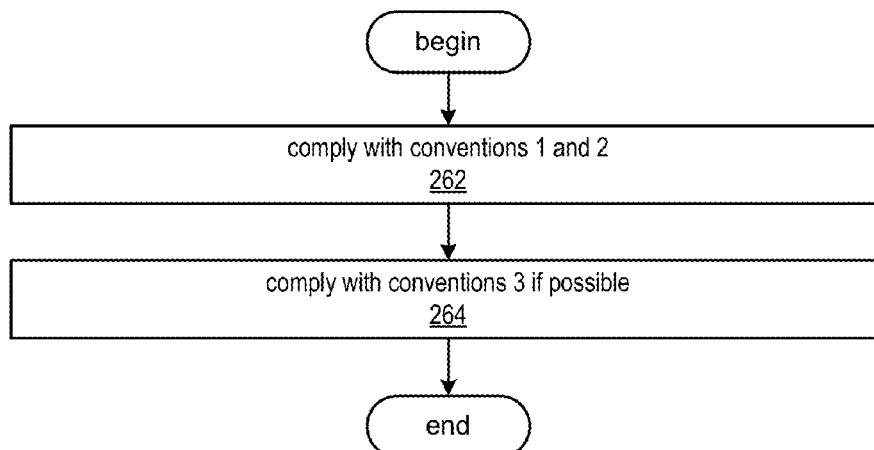 begin
comply with conventions 1 and 2
262
comply with conventions 3 if possible
264
end